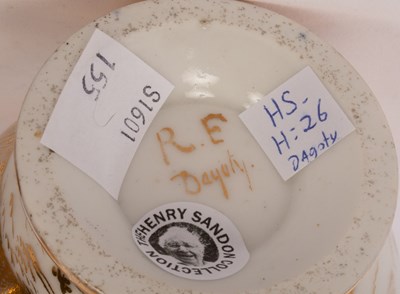 155
S1601
R.E
Dagoty.
HS-
H:26
DAgoty
THE HENRY SANDON
COLLECTION